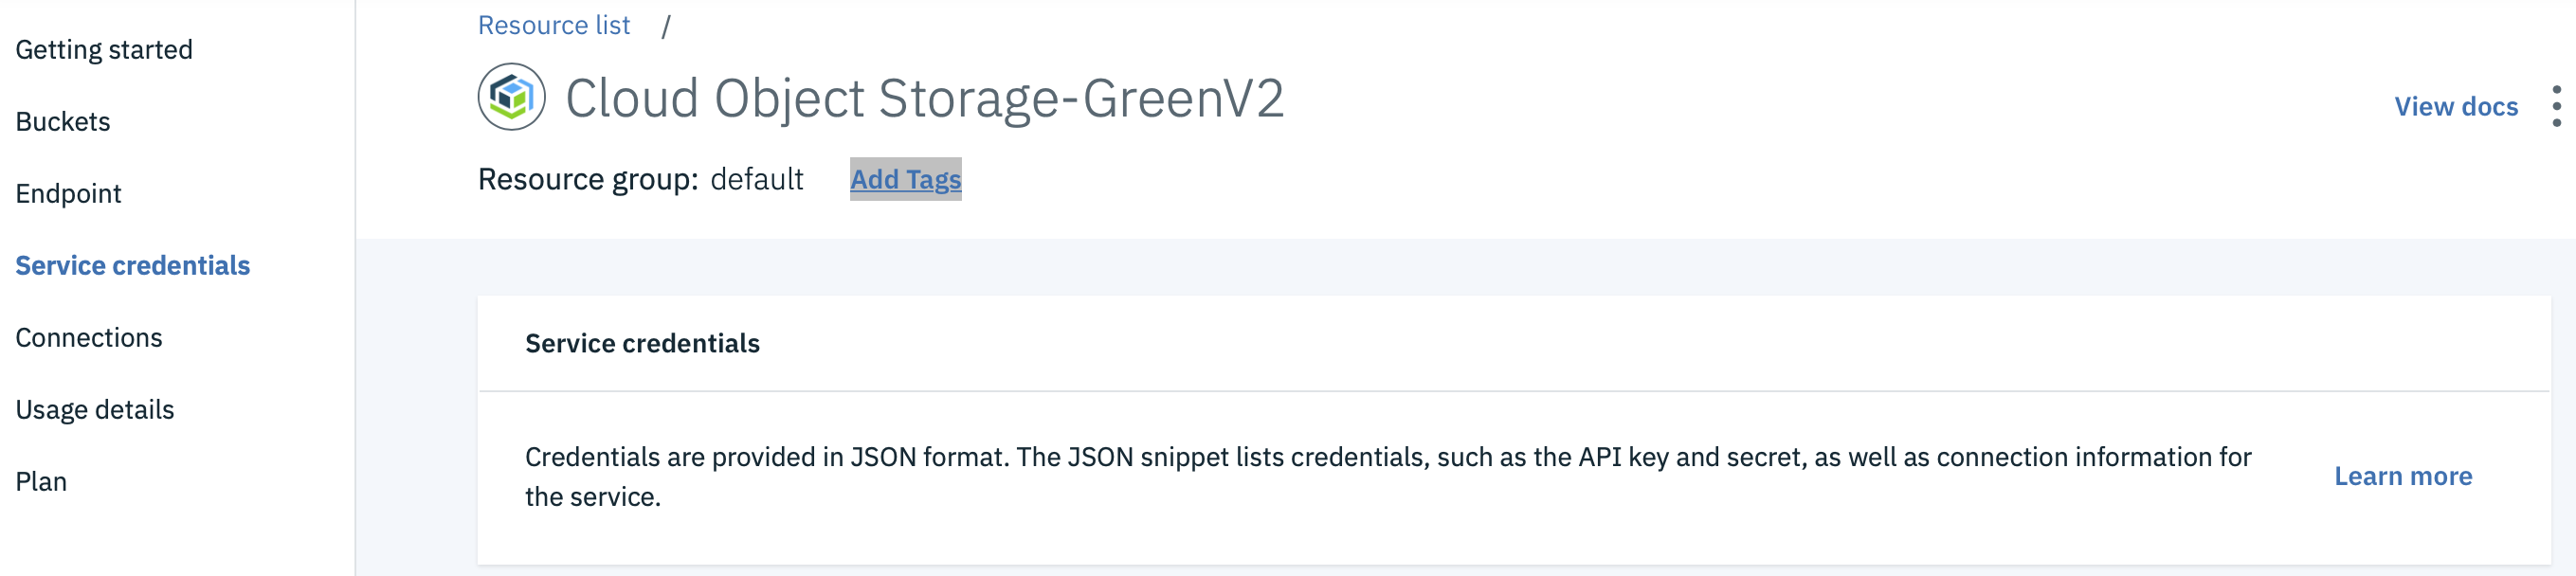 Getting started
Buckets
Endpoint
Service credentials
Connections
Usage details
Plan
Resource list /
Cloud Object Storage-GreenV2
View docs
Resource group: default Add Tags
Service credentials
Credentials are provided in JSON format. The JSON snippet lists credentials, such as the API key and secret, as well as connection information for
the service.
Learn more